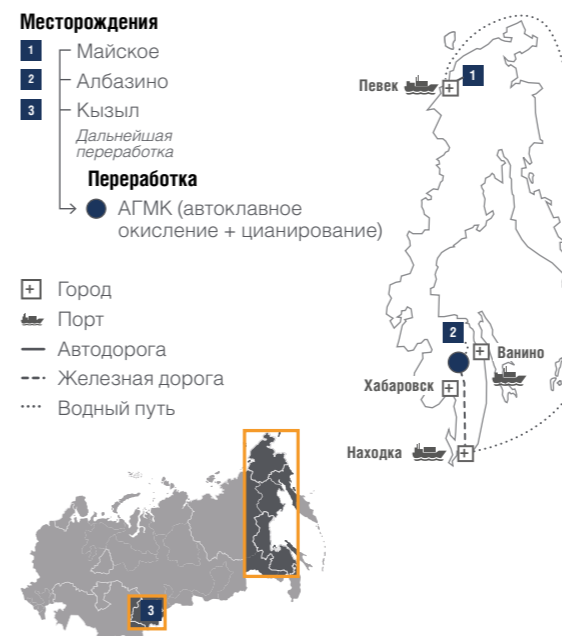 Месторождения
1 Майское
2 Албазино
3 Кызыл
Дальнейшая
переработка
Переработка
АГМК (автоклавное
окисление + цианирование)
Город
Порт
Автодорога
Железная дорога
Водный путь
Певек
1
2
Ванино
Хабаровск
Находка
3